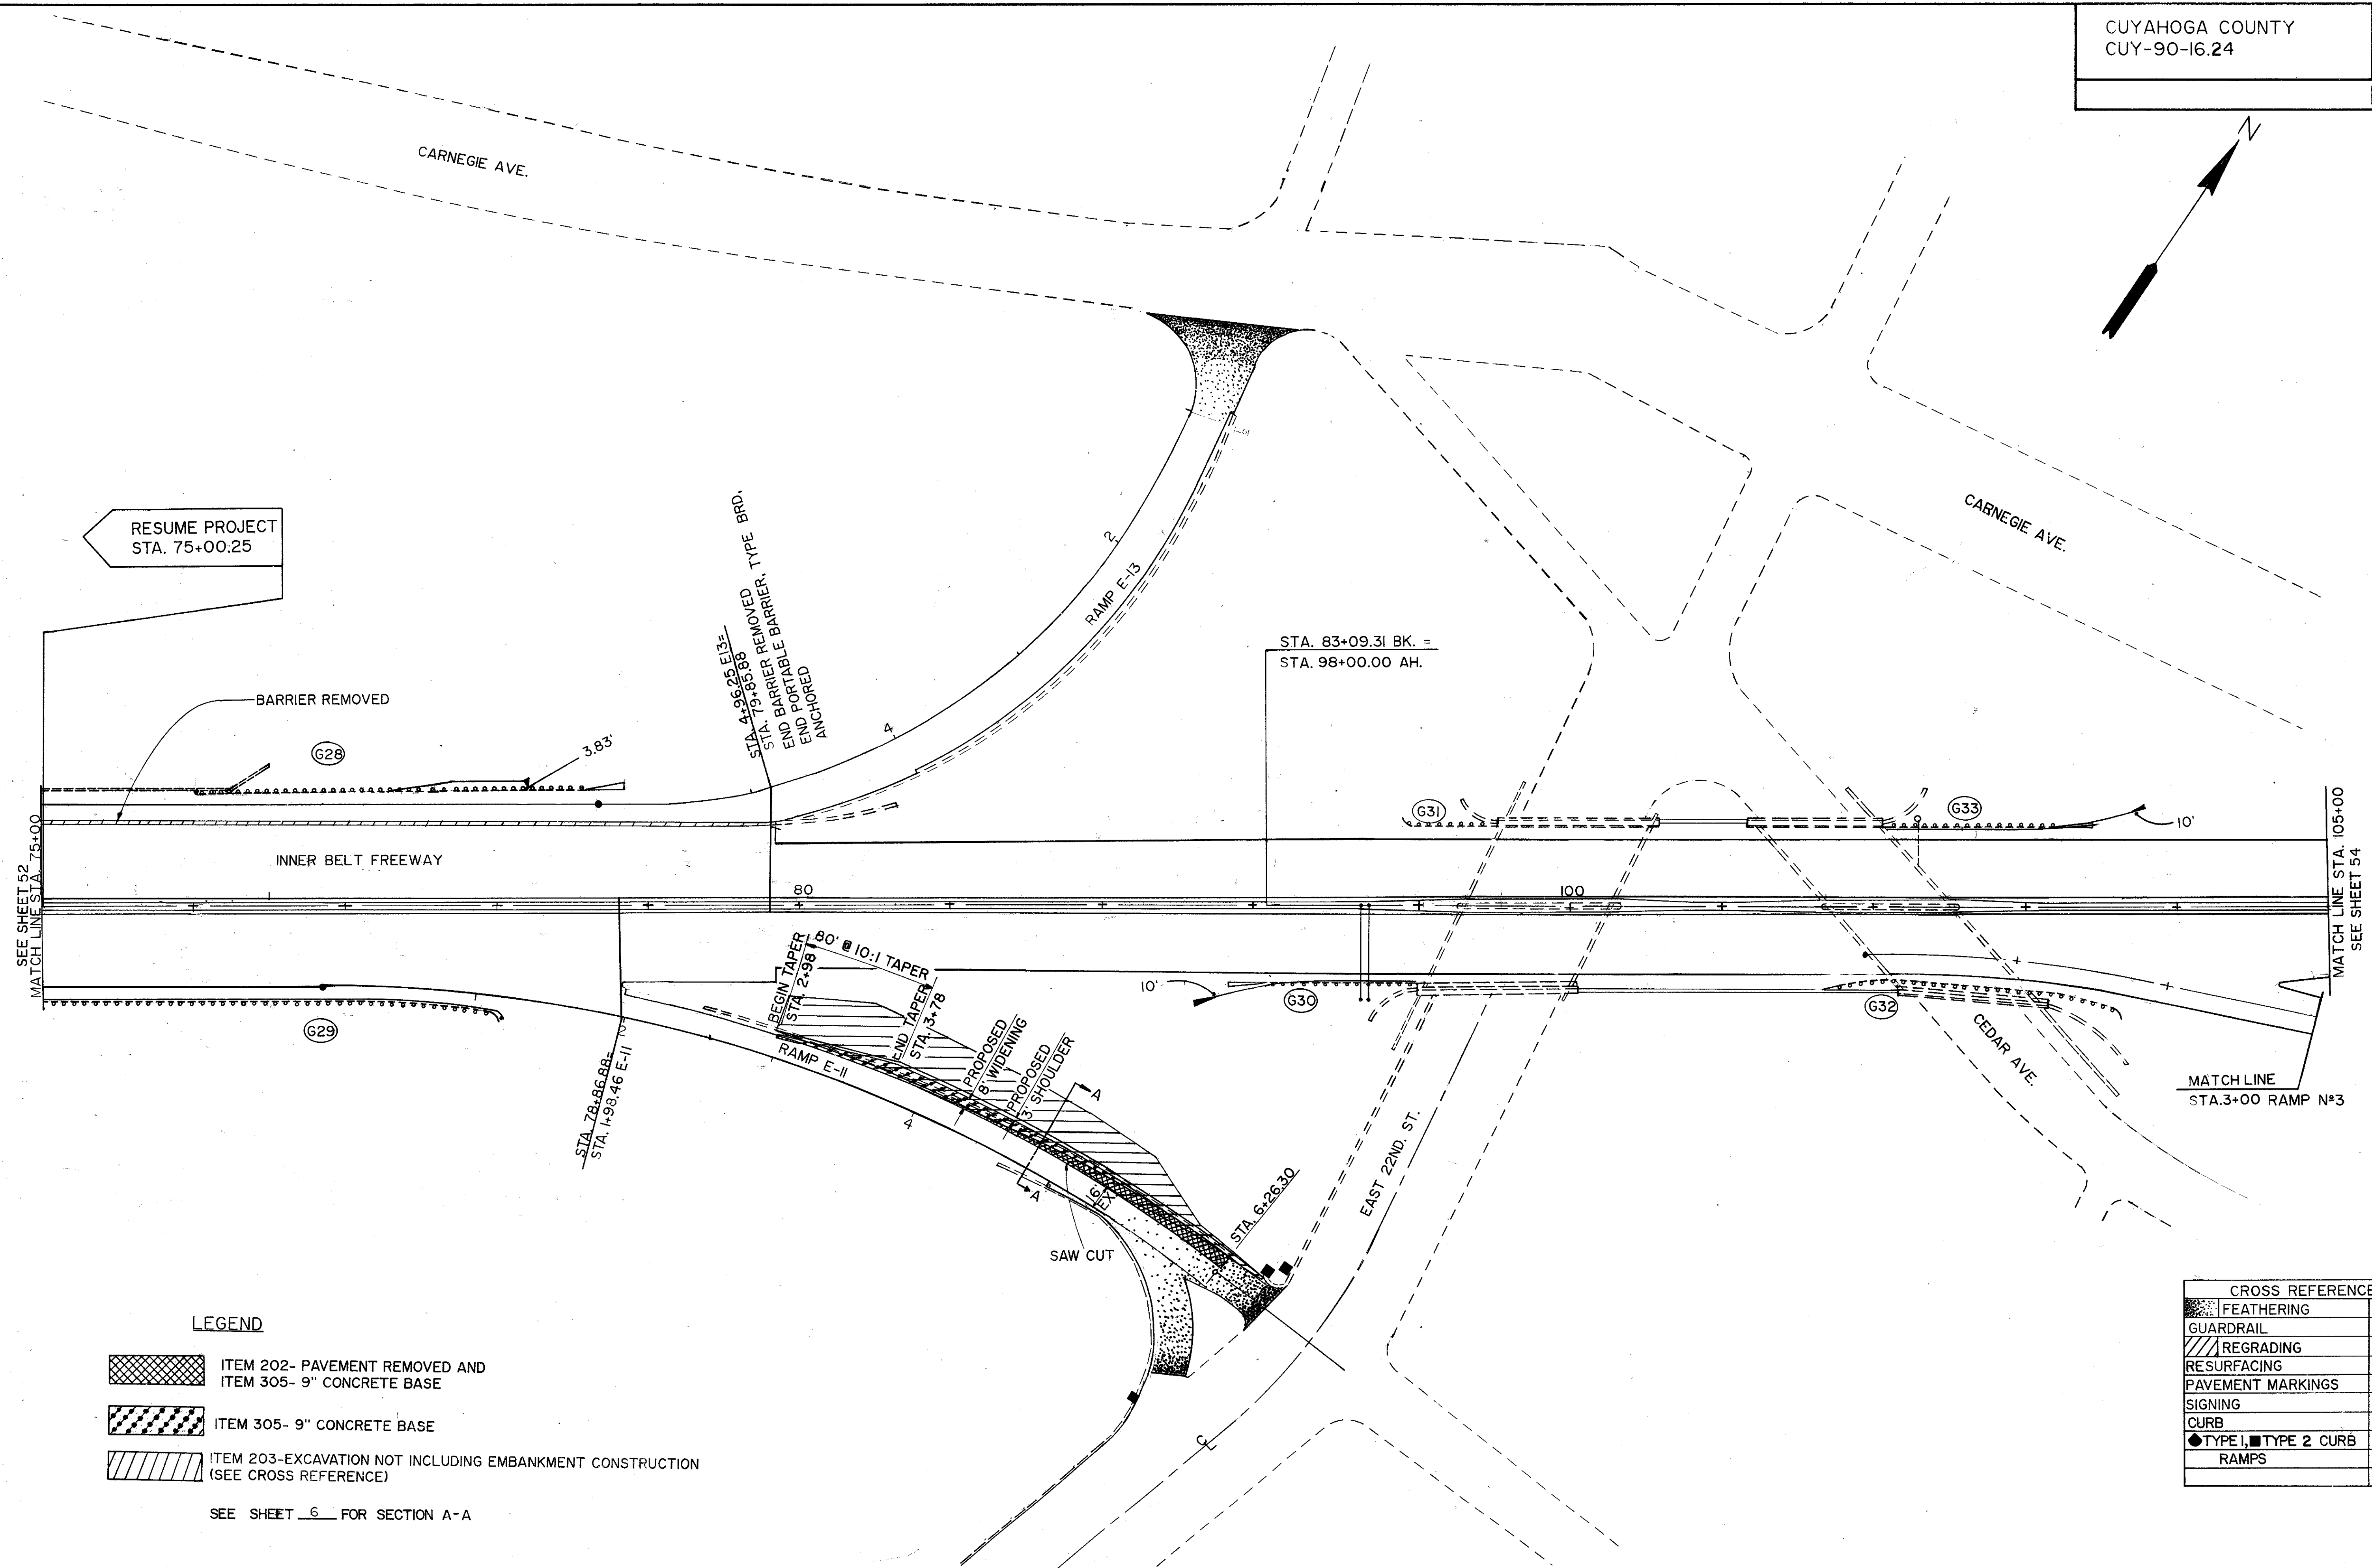 CUYAHOGA COUNTY
CUY-90-16.24
N
CARNEGIE AVE.
CARNEGIE AVE.
RESUME PROJECT
STA. 75+00.25
STA. 4+96.25 E13=
STA. 79+85.88
END BARRIER REMOVED, TYPE BRD,
END PORTABLE BARRIER,
ANCHORED
2
RAMP E-13
4
STA. 83+09.31 BK. =
STA. 98+00.00 AH.
BARRIER REMOVED
G28
3.83'
G31
G33
10'
INNER BELT FREEWAY
SEE SHEET 52
MATCH LINE STA. 75+00
80
100
MATCH LINE STA. 105+00
SEE SHEET 54
BEGIN TAPER
STA. 2+98
80' @ 10:1 TAPER
END TAPER
STA. 3+78
10'
G30
G32
G29
STA. 78+86.88=
STA. 1+98.46 E-11
2
RAMP E-11
4
PROPOSED
8' WIDENING
PROPOSED
3' SHOULDER
A
A
16'
EX.
SAW CUT
STA. 6+26.30
EAST 22ND. ST.
CEDAR AVE.
MATCH LINE
STA.3+00 RAMP Nº3
CL
LEGEND
ITEM 202- PAVEMENT REMOVED AND
ITEM 305- 9" CONCRETE BASE
ITEM 305- 9" CONCRETE BASE
ITEM 203-EXCAVATION NOT INCLUDING EMBANKMENT CONSTRUCTION
(SEE CROSS REFERENCE)
SEE SHEET 6 FOR SECTION A-A
CROSS REFERENCE
FEATHERING
GUARDRAIL
REGRADING
RESURFACING
PAVEMENT MARKINGS
SIGNING
CURB
TYPE 1, TYPE 2 CURB
RAMPS